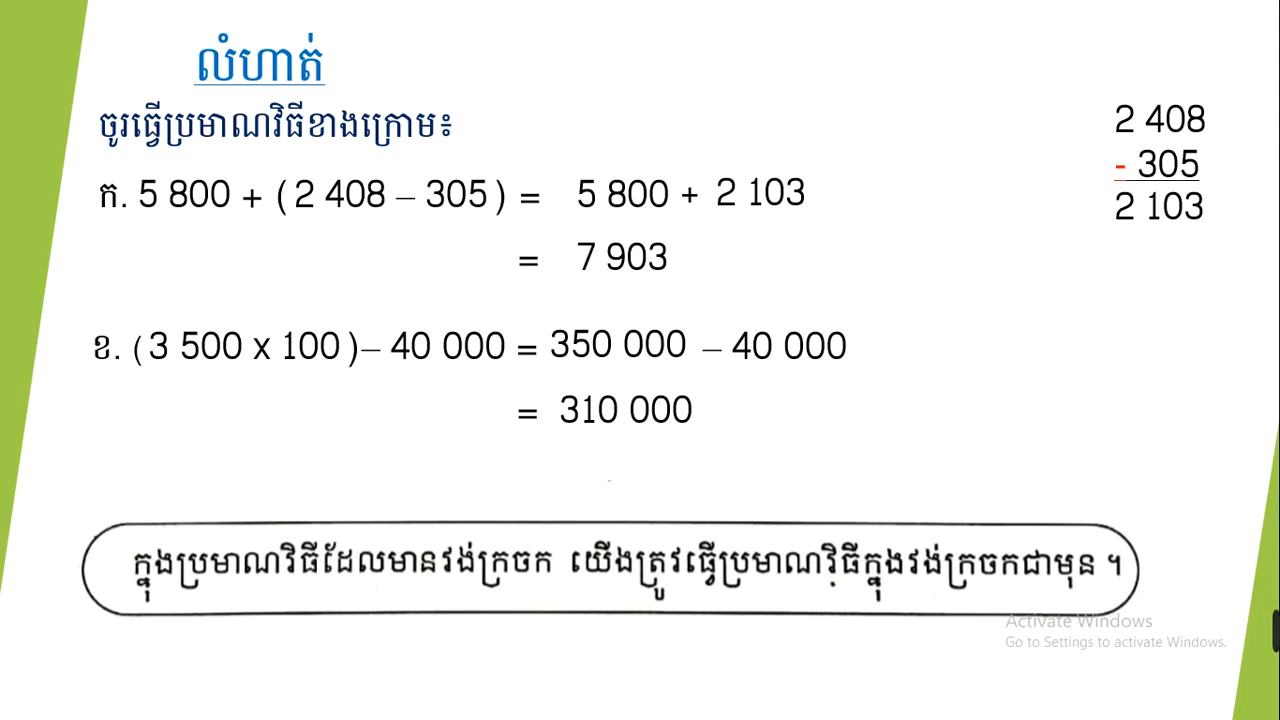 លំហាត់
ចូរធ្វើប្រមាណវិធីខាងក្រោម៖
ក. 5 800 + ( 2 408 – 305 ) = 5 800 + 2 103
= 7 903
2 408
- 305
2 103
ខ. ( 3 500 x 100 ) – 40 000 = 350 000 – 40 000
= 310 000
ក្នុងប្រមាណវិធីដែលមានវង់ក្រចក យើងត្រូវធ្វើប្រមាណវិធីក្នុងវង់ក្រចកជាមុន ។
Activate Windows
Go to Settings to activate Windows.